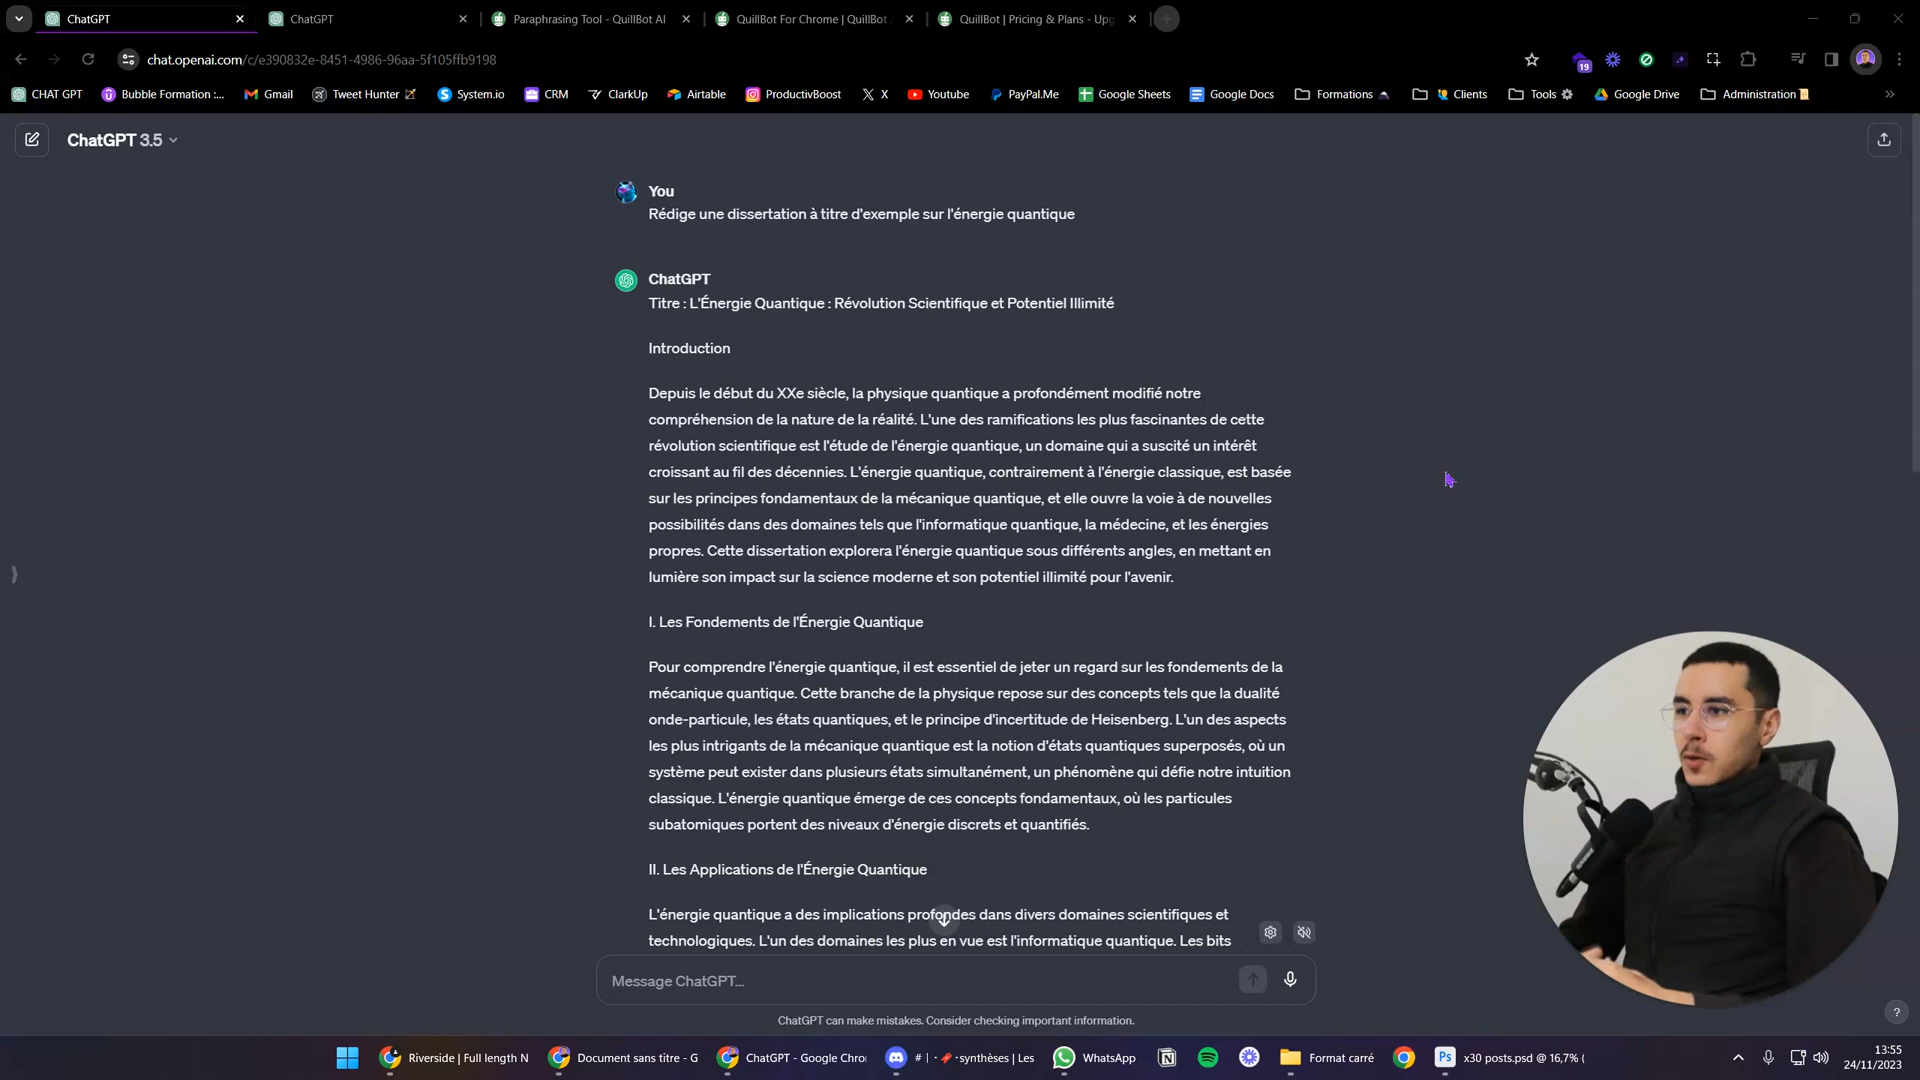 ChatGPT
ChatGPT
Paraphrasing Tool - QuillBot AI
QuillBot For Chrome | QuillBot
QuillBot | Pricing & Plans - Upg
chat.openai.com/c/e390832e-8451-4986-96aa-5f105ffb9198
19
CHAT GPT
Bubble Formation :...
Gmail
Tweet Hunter
System.io
CRM
ClarkUp
Airtable
ProductivBoost
X
Youtube
PayPal.Me
Google Sheets
Google Docs
Formations
Clients
Tools
Google Drive
Administration
ChatGPT 3.5
You
Rédige une dissertation à titre d'exemple sur l'énergie quantique
ChatGPT
Titre : L'Énergie Quantique : Révolution Scientifique et Potentiel Illimité
Introduction
Depuis le début du XXe siècle, la physique quantique a profondément modifié notre
compréhension de la nature de la réalité. L'une des ramifications les plus fascinantes de cette
révolution scientifique est l'étude de l'énergie quantique, un domaine qui a suscité un intérêt
croissant au fil des décennies. L'énergie quantique, contrairement à l'énergie classique, est basée
sur les principes fondamentaux de la mécanique quantique, et elle ouvre la voie à de nouvelles
possibilités dans des domaines tels que l'informatique quantique, la médecine, et les énergies
propres. Cette dissertation explorera l'énergie quantique sous différents angles, en mettant en
lumière son impact sur la science moderne et son potentiel illimité pour l'avenir.
I. Les Fondements de l'Énergie Quantique
Pour comprendre l'énergie quantique, il est essentiel de jeter un regard sur les fondements de la
mécanique quantique. Cette branche de la physique repose sur des concepts tels que la dualité
onde-particule, les états quantiques, et le principe d'incertitude de Heisenberg. L'un des aspects
les plus intrigants de la mécanique quantique est la notion d'états quantiques superposés, où un
système peut exister dans plusieurs états simultanément, un phénomène qui défie notre intuition
classique. L'énergie quantique émerge de ces concepts fondamentaux, où les particules
subatomiques portent des niveaux d'énergie discrets et quantifiés.
II. Les Applications de l'Énergie Quantique
L'énergie quantique a des implications profondes dans divers domaines scientifiques et
technologiques. L'un des domaines les plus en vue est l'informatique quantique. Les bits
Message ChatGPT...
ChatGPT can make mistakes. Consider checking important information.
?
Riverside | Full length N
Document sans titre - G
ChatGPT - Google Chro
# | ・synthèses | Les
WhatsApp
Format carré
x30 posts.psd @ 16,7% (
13:55
24/11/2023